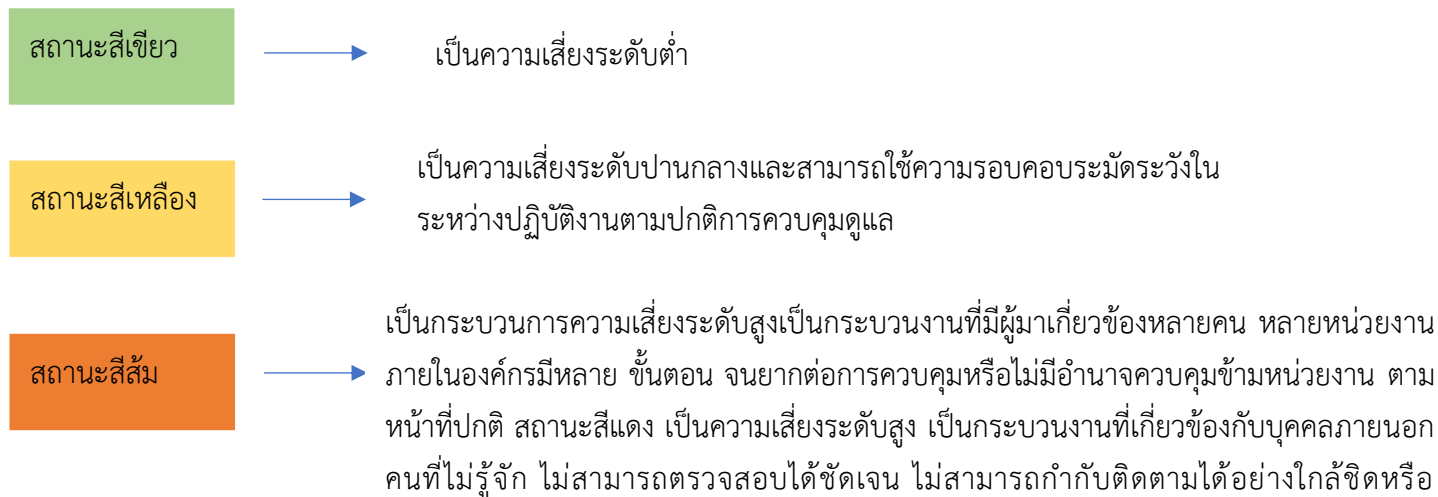 สถานะสีเขียว
เป็นความเสี่ยงระดับต่ำ
สถานะสีเหลือง
เป็นความเสี่ยงระดับปานกลางและสามารถใช้ความรอบคอบระมัดระวังใน
ระหว่างปฏิบัติงานตามปกติการควบคุมดูแล
สถานะสีส้ม
เป็นกระบวนการความเสี่ยงระดับสูงเป็นกระบวนงานที่มีผู้มาเกี่ยวข้องหลายคน หลายหน่วยงาน
ภายในองค์กรมีหลาย ขั้นตอน จนยากต่อการควบคุมหรือไม่มีอำนาจควบคุมข้ามหน่วยงาน ตาม
หน้าที่ปกติ สถานะสีแดง เป็นความเสี่ยงระดับสูง เป็นกระบวนงานที่เกี่ยวข้องกับบุคคลภายนอก
คนที่ไม่รู้จัก ไม่สามารถตรวจสอบได้ชัดเจน ไม่สามารถกำกับติดตามได้อย่างใกล้ชิดหรือ